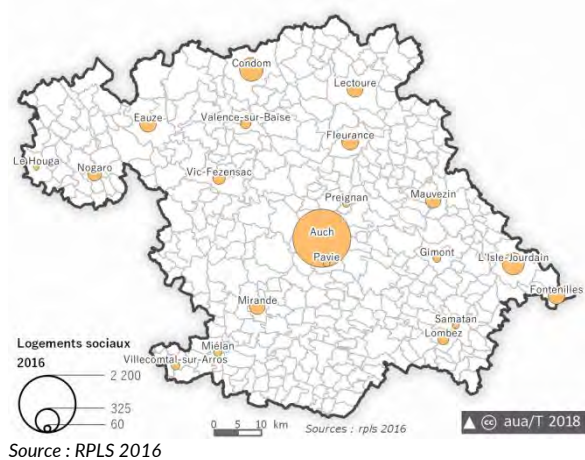 Condom
Lectoure
Eauze
Valence-sur-Baïse
Fleurance
Le Houga
Nogaro
Vic-Fezensac
Preignan
Mauvezin
Auch
Pavie
Gimont
L'Isle-Jourdain
Fontenilles
Mirande
Samatan
Lombez
Miélan
Villecomtal-sur-Arros
Logements sociaux
2016
2 200
325
60
0 5 10 km
Sources : rpls 2016
cc aua/T 2018
Source : RPLS 2016